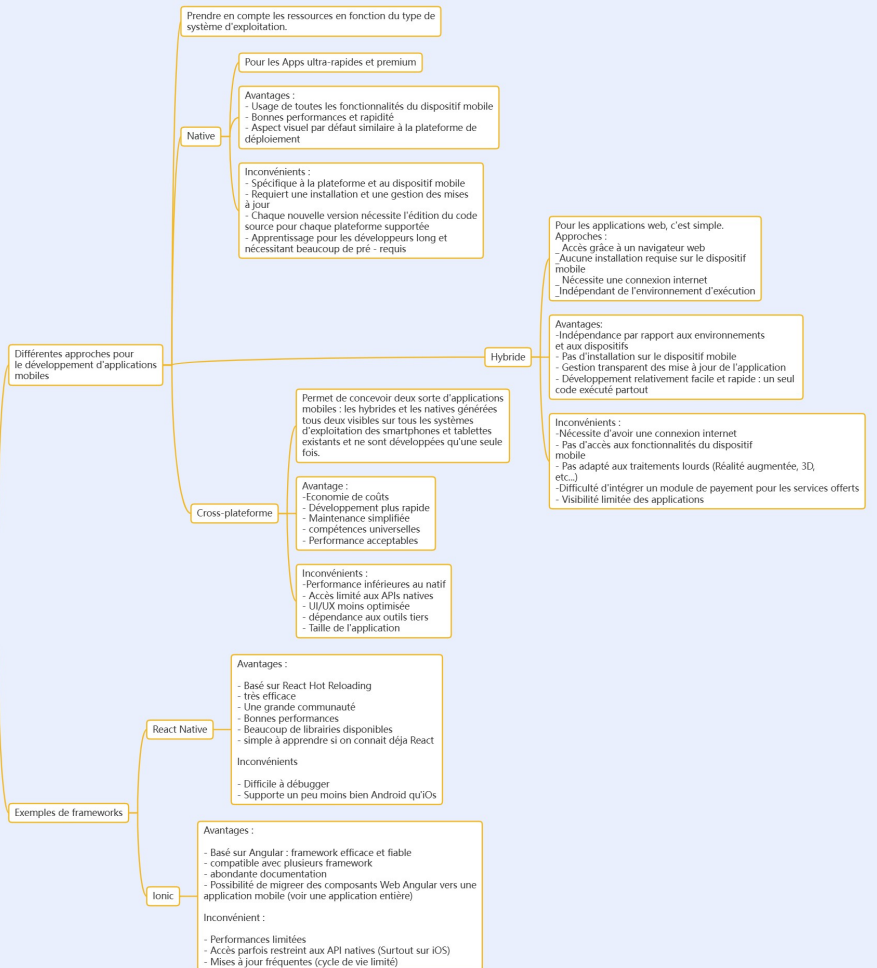 Prendre en compte les ressources en fonction du type de
système d'exploitation.
Pour les Apps ultra-rapides et premium
Avantages :
- Usage de toutes les fonctionnalités du dispositif mobile
- Bonnes performances et rapidité
- Aspect visuel par défaut similaire à la plateforme de
déploiement
Native
Inconvénients :
- Spécifique à la plateforme et au dispositif mobile
- Requiert une installation et une gestion des mises
à jour
- Chaque nouvelle version nécessite l'édition du code
source pour chaque plateforme supportée
- Apprentissage pour les développeurs long et
nécessitant beaucoup de pré - requis
Pour les applications web, c'est simple.
Approches :
_ Accès grâce à un navigateur web
_Aucune installation requise sur le dispositif
mobile
_ Nécessite une connexion internet
_Indépendant de l'environnement d'exécution
Différentes approches pour
le développement d'applications
mobiles
Hybride
Avantages:
-Indépendance par rapport aux environnements
et aux dispositifs
- Pas d'installation sur le dispositif mobile
- Gestion transparent des mise à jour de l'application
- Développement relativement facile et rapide : un seul
code exécuté partout
Inconvénients :
-Nécessite d'avoir une connexion internet
- Pas d'accès aux fonctionnalités du dispositif
mobile
- Pas adapté aux traitements lourds (Réalité augmentée, 3D,
etc...)
-Difficulté d'intégrer un module de payement pour les services offerts
- Visibilité limitée des applications
Permet de concevoir deux sorte d'applications
mobiles : les hybrides et les natives générées
tous deux visibles sur tous les systèmes
d'exploitation des smartphones et tablettes
existants et ne sont développées qu'une seule
fois.
Cross-plateforme
Avantage :
-Economie de coûts
- Développement plus rapide
- Maintenance simplifiée
- compétences universelles
- Performance acceptables
Inconvénients :
-Performance inférieures au natif
- Accès limité aux APIs natives
- UI/UX moins optimisée
- dépendance aux outils tiers
- Taille de l'application
Exemples de frameworks
React Native
Avantages :
- Basé sur React Hot Reloading
- très efficace
- Une grande communauté
- Bonnes performances
- Beaucoup de librairies disponibles
- simple à apprendre si on connait déja React
Inconvénients
- Difficile à débugger
- Supporte un peu moins bien Android qu'iOs
Ionic
Avantages :
- Basé sur Angular : framework efficace et fiable
- compatible avec plusieurs framework
- abondante documentation
- Possibilité de migreer des composants Web Angular vers une
application mobile (voir une application entière)
Inconvénient :
- Performances limitées
- Accès parfois restreint aux API natives (Surtout sur iOS)
- Mises à jour fréquentes (cycle de vie limité)